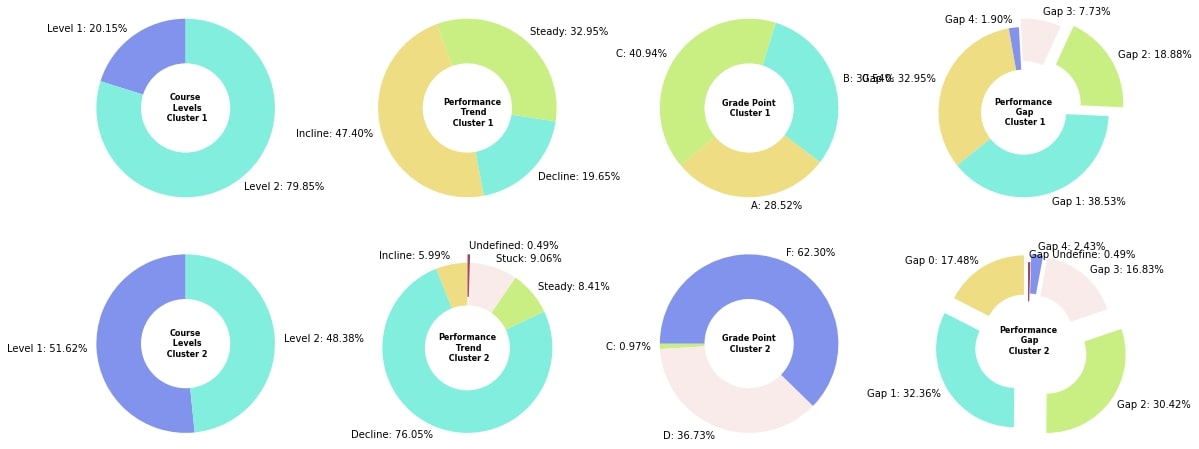 Level 1: 20.15%
Course
Levels
Cluster 1
Level 2: 79.85%
Steady: 32.95%
Performance
Trend
Cluster 1
Incline: 47.40%
Decline: 19.65%
C: 40.94%
B: 30.54%
Grade Point
Cluster 1
A: 28.52%
Gap 3: 7.73%
Gap 4: 1.90%
Gap 2: 18.88%
Gap 0: 32.95%
Performance
Gap
Cluster 1
Gap 1: 38.53%
Course
Levels
Cluster 2
Level 1: 51.62%
Level 2: 48.38%
Undefined: 0.49%
Incline: 5.99%
Stuck: 9.06%
Steady: 8.41%
Performance
Trend
Cluster 2
Decline: 76.05%
F: 62.30%
Grade Point
Cluster 2
C: 0.97%
D: 36.73%
Gap 4: 2.43%
Gap Undefine: 0.49%
Gap 0: 17.48%
Gap 3: 16.83%
Performance
Gap
Cluster 2
Gap 1: 32.36%
Gap 2: 30.42%